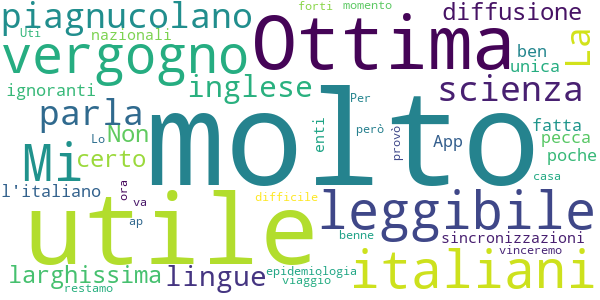 forti momento
piagnucolano Ottima diffusione
Uti nazionali La
vergogno ben
unica
ignoranti inglese scienza
molto
parla Per
Non enti però provò App fatta
Lo pecca
Mi certo poche
l'italiano ora casa
utile va difficile leggibile
ap
benne sincronizzazioni
vinceremo
larghissima lingue epidemiologia italiani
viaggio
restamo